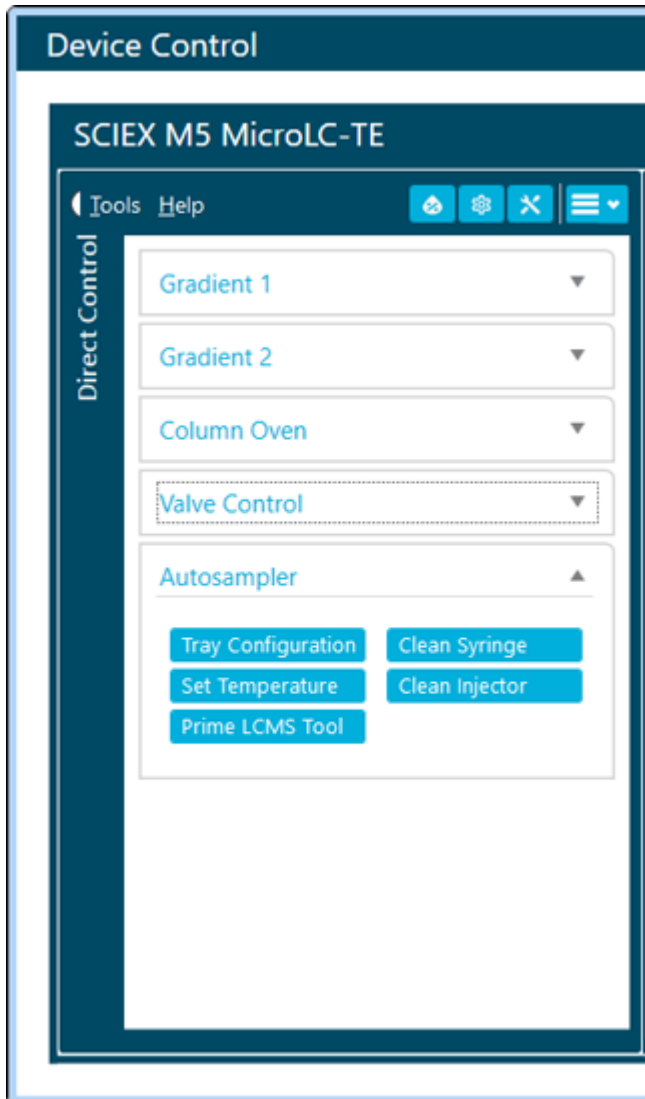 Device Control
SCIEX M5 MicroLC-TE
Tools Help
Direct Control
Gradient 1
Gradient 2
Column Oven
Valve Control
Autosampler
Tray Configuration Clean Syringe
Set Temperature Clean Injector
Prime LCMS Tool